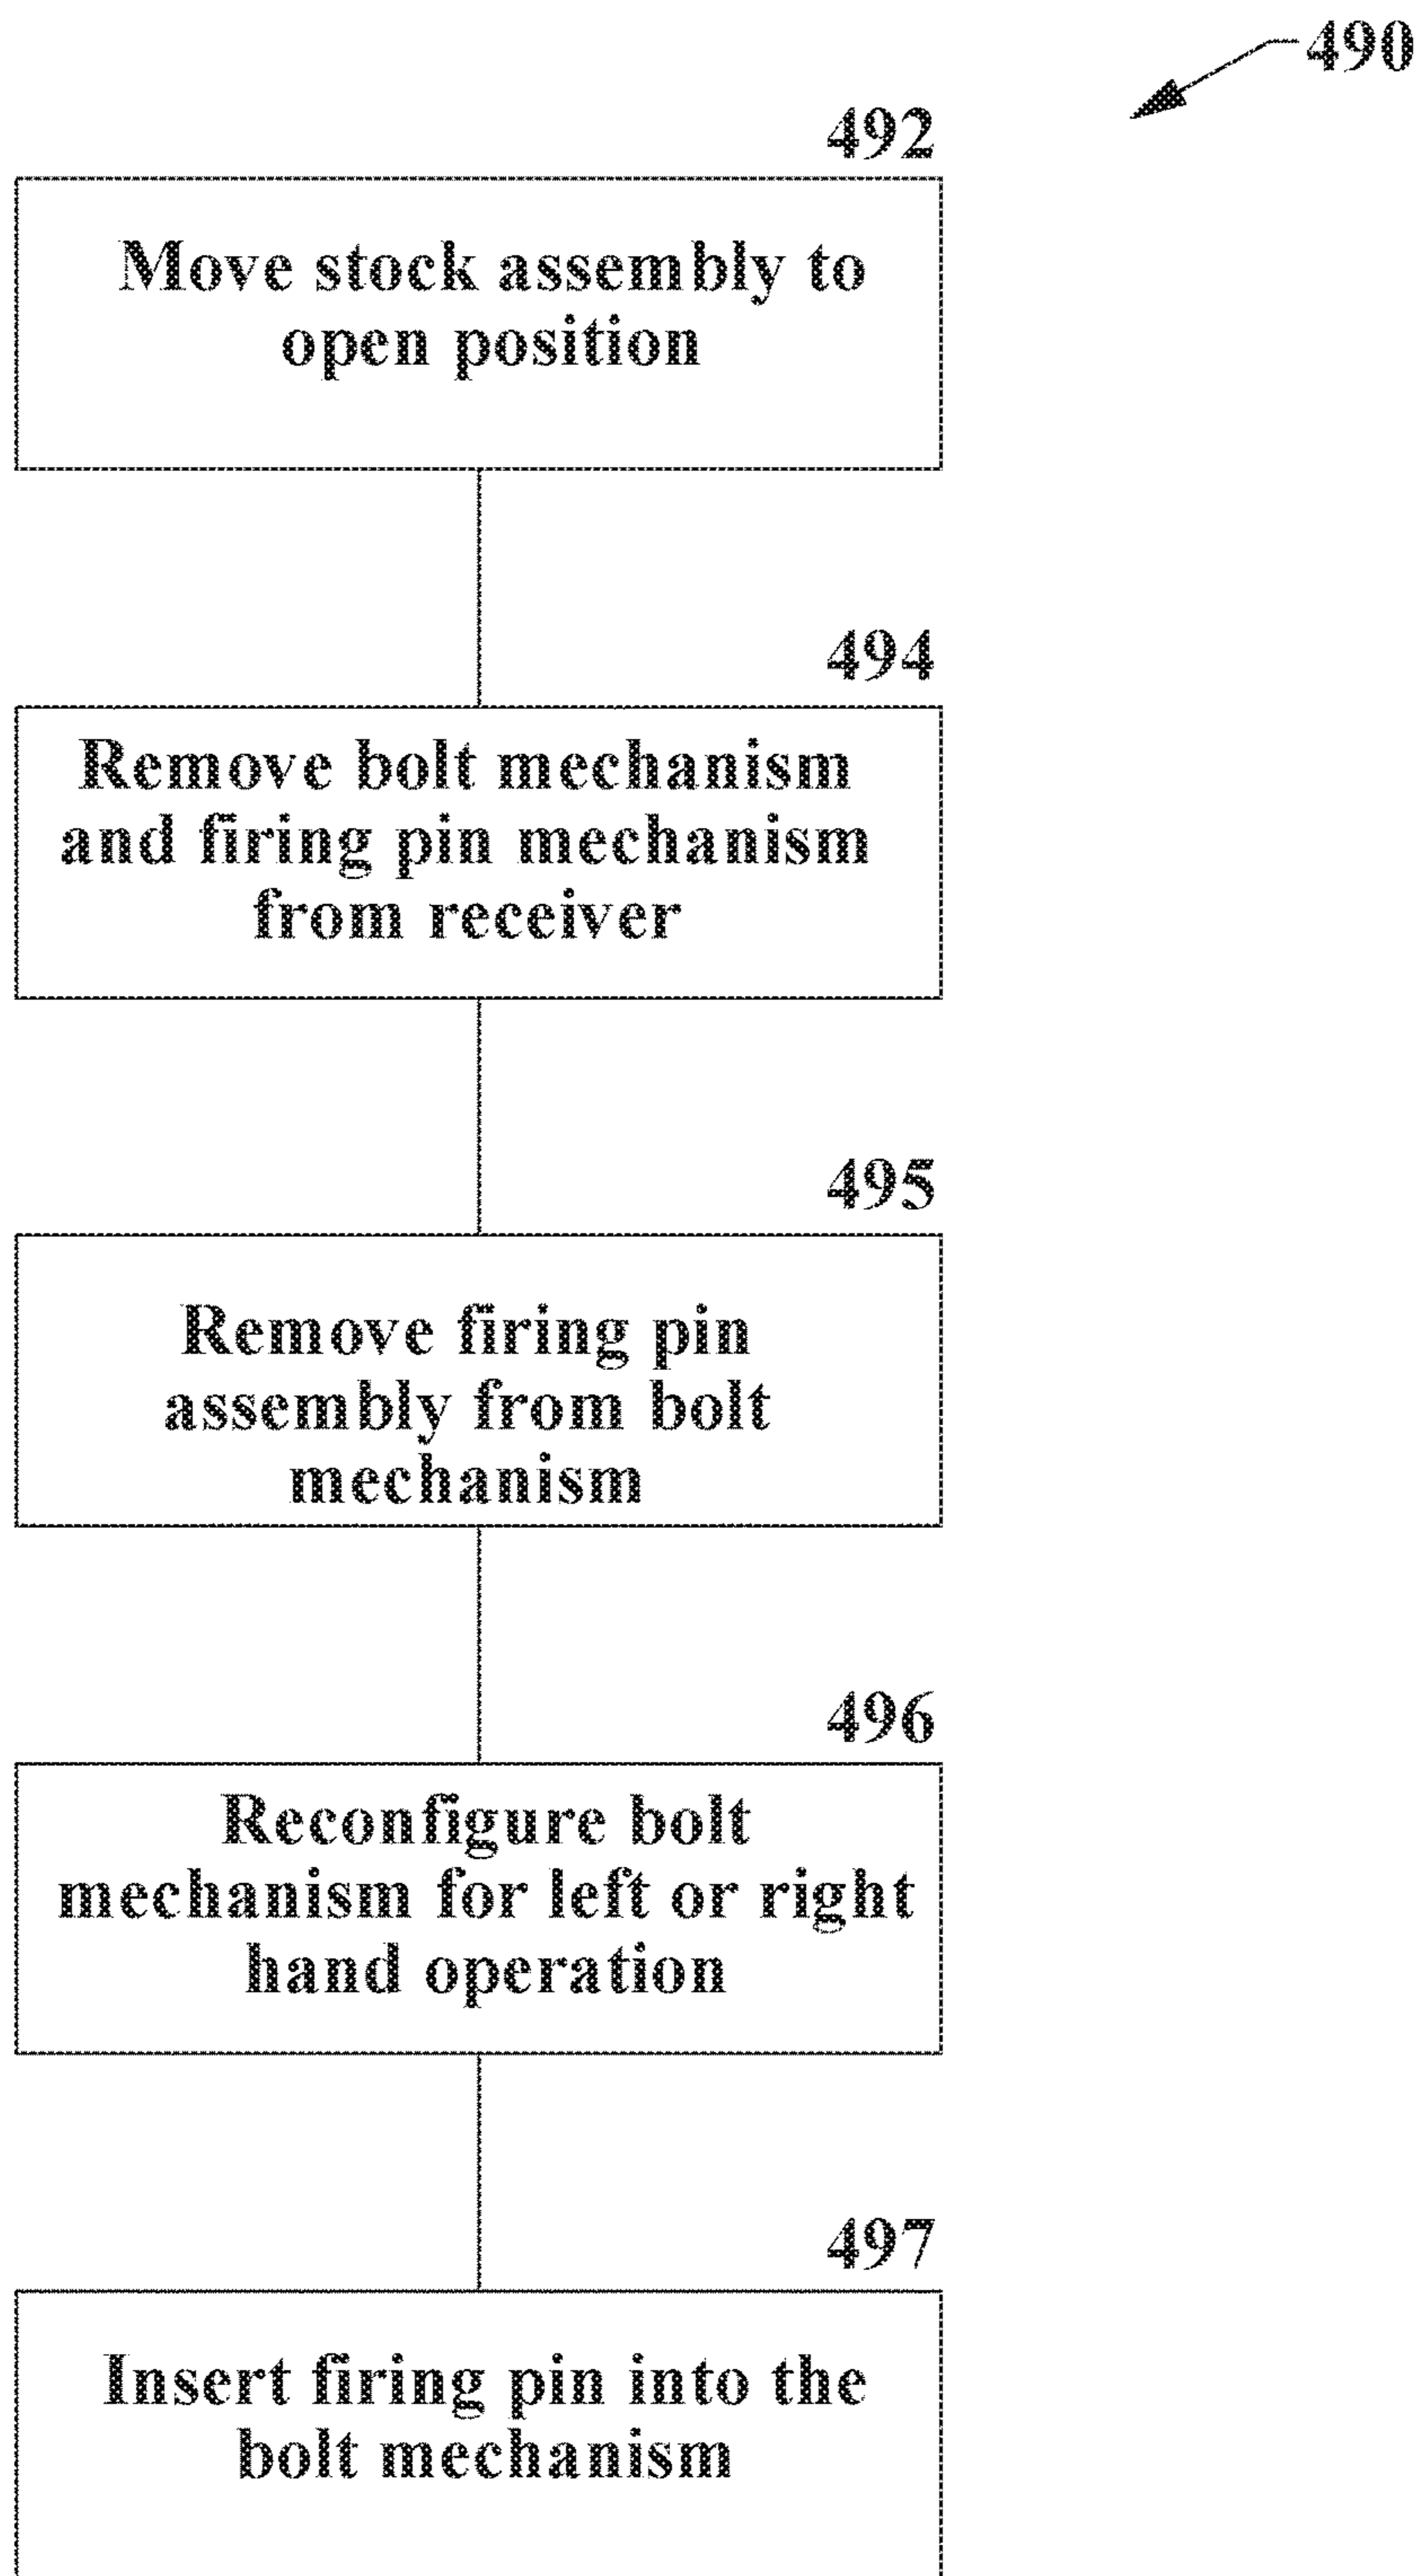 490
492
Move stock assembly to
open position
494
Remove bolt mechanism
and firing pin mechanism
from receiver
495
Remove firing pin
assembly from bolt
mechanism
496
Reconfigure bolt
mechanism for left or right
hand operation
497
Insert firing pin into the
bolt mechanism